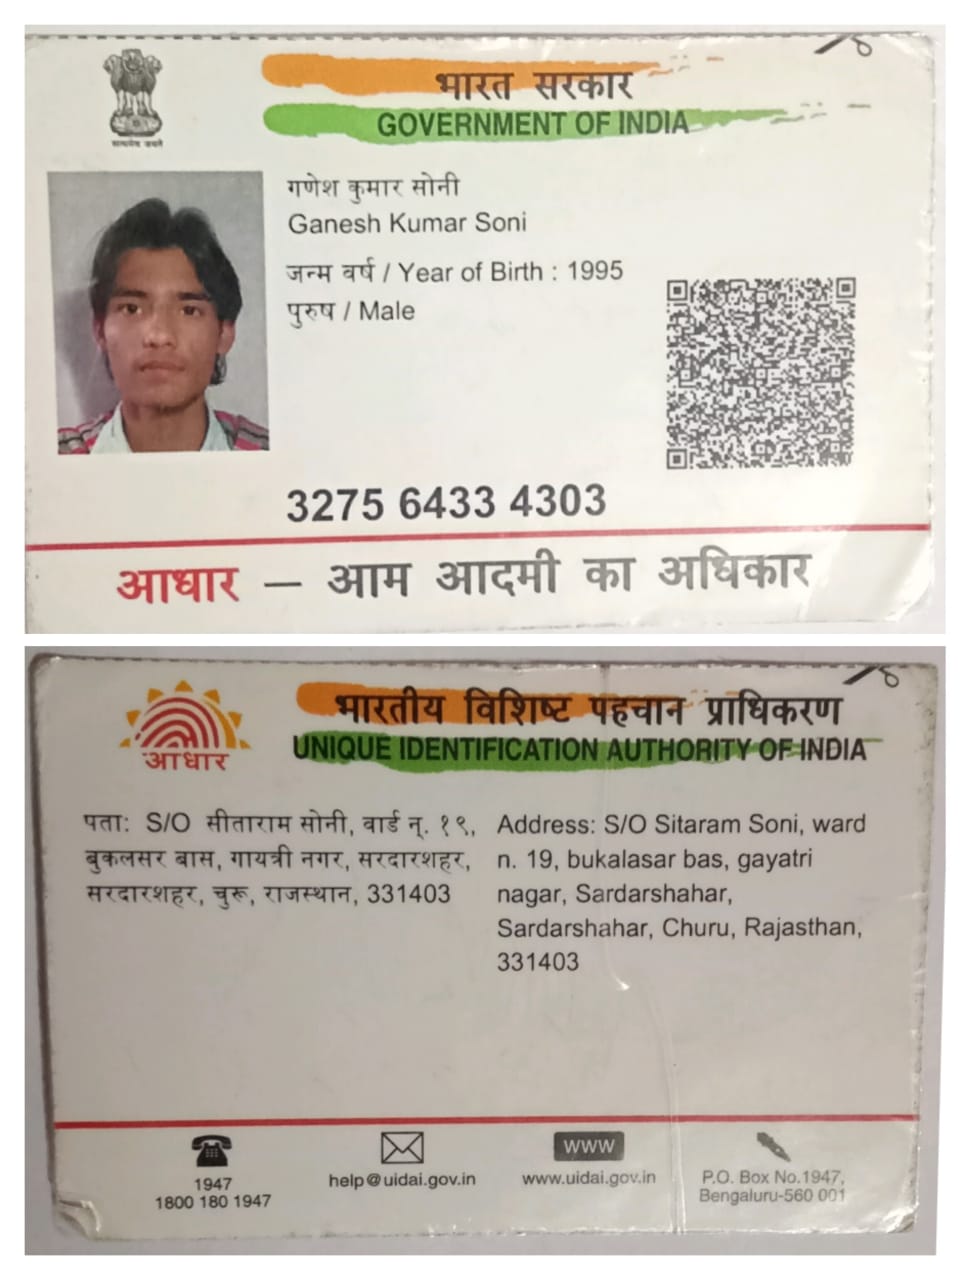 भारत सरकार
GOVERNMENT OF INDIA
सत्यमेव जयते
गणेश कुमार सोनी
Ganesh Kumar Soni
जन्म वर्ष / Year of Birth : 1995
पुरुष / Male
3275 6433 4303
आधार — आम आदमी का अधिकार
भारतीय विशिष्ट पहचान प्राधिकरण
UNIQUE IDENTIFICATION AUTHORITY OF INDIA
आधार
पता: S/O सीताराम सोनी, वार्ड न्. १९,
बुकलसर बास, गायत्री नगर, सरदारशहर,
सरदारशहर, चुरू, राजस्थान, 331403
Address: S/O Sitaram Soni, ward
n. 19, bukalasar bas, gayatri
nagar, Sardarshahar,
Sardarshahar, Churu, Rajasthan,
331403
1947
1800 180 1947
help@uidai.gov.in
www
www.uidai.gov.in
P.O. Box No.1947,
Bengaluru-560 001